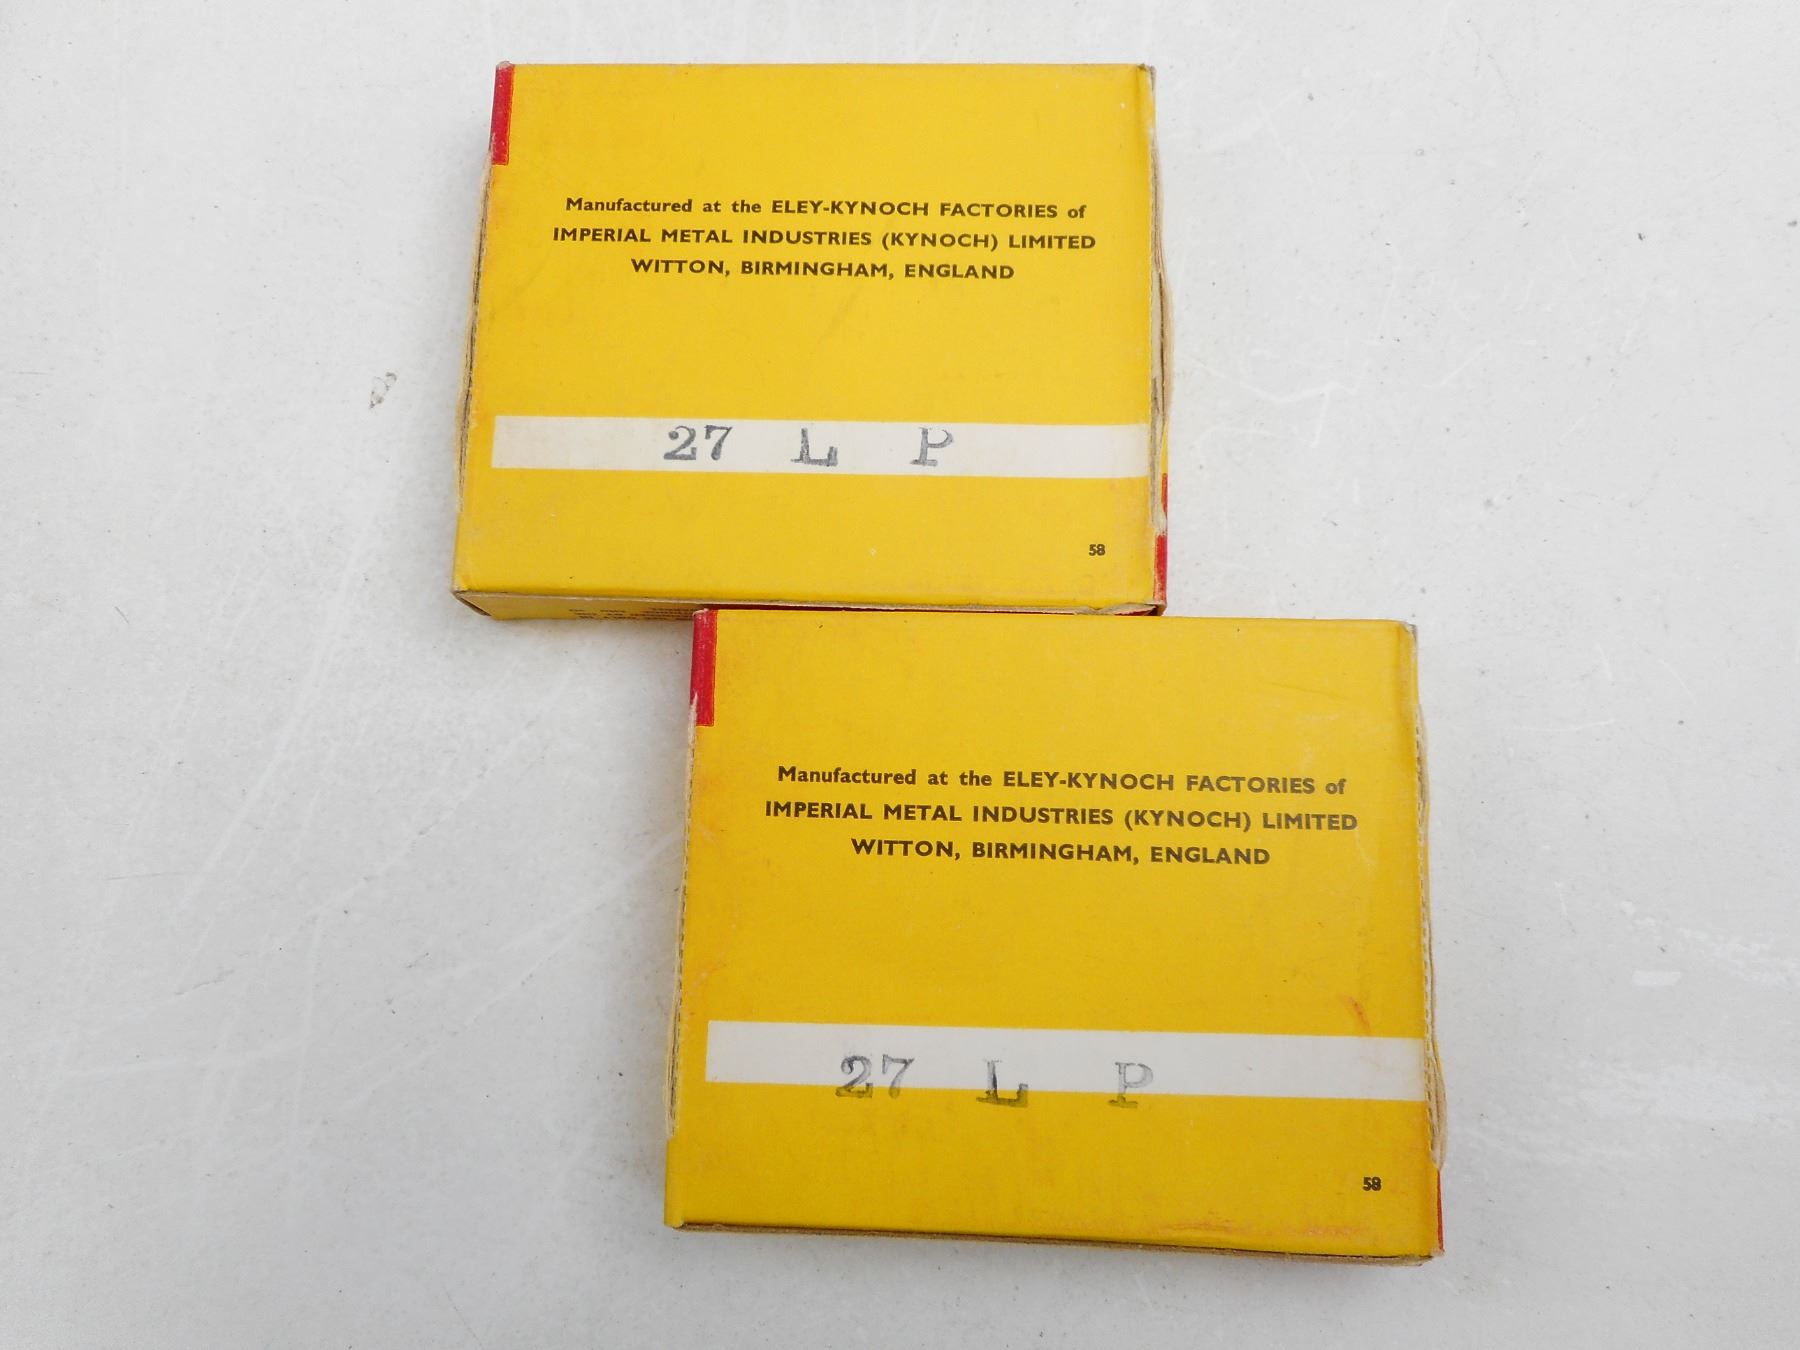 Manufactured at the ELEY-KYNOCH FACTORIES of
IMPERIAL METAL INDUSTRIES (KYNOCH) LIMITED
WITTON, BIRMINGHAM, ENGLAND
27 L P
58
Manufactured at the ELEY-KYNOCH FACTORIES of
IMPERIAL METAL INDUSTRIES (KYNOCH) LIMITED
WITTON, BIRMINGHAM, ENGLAND
27 L P
58